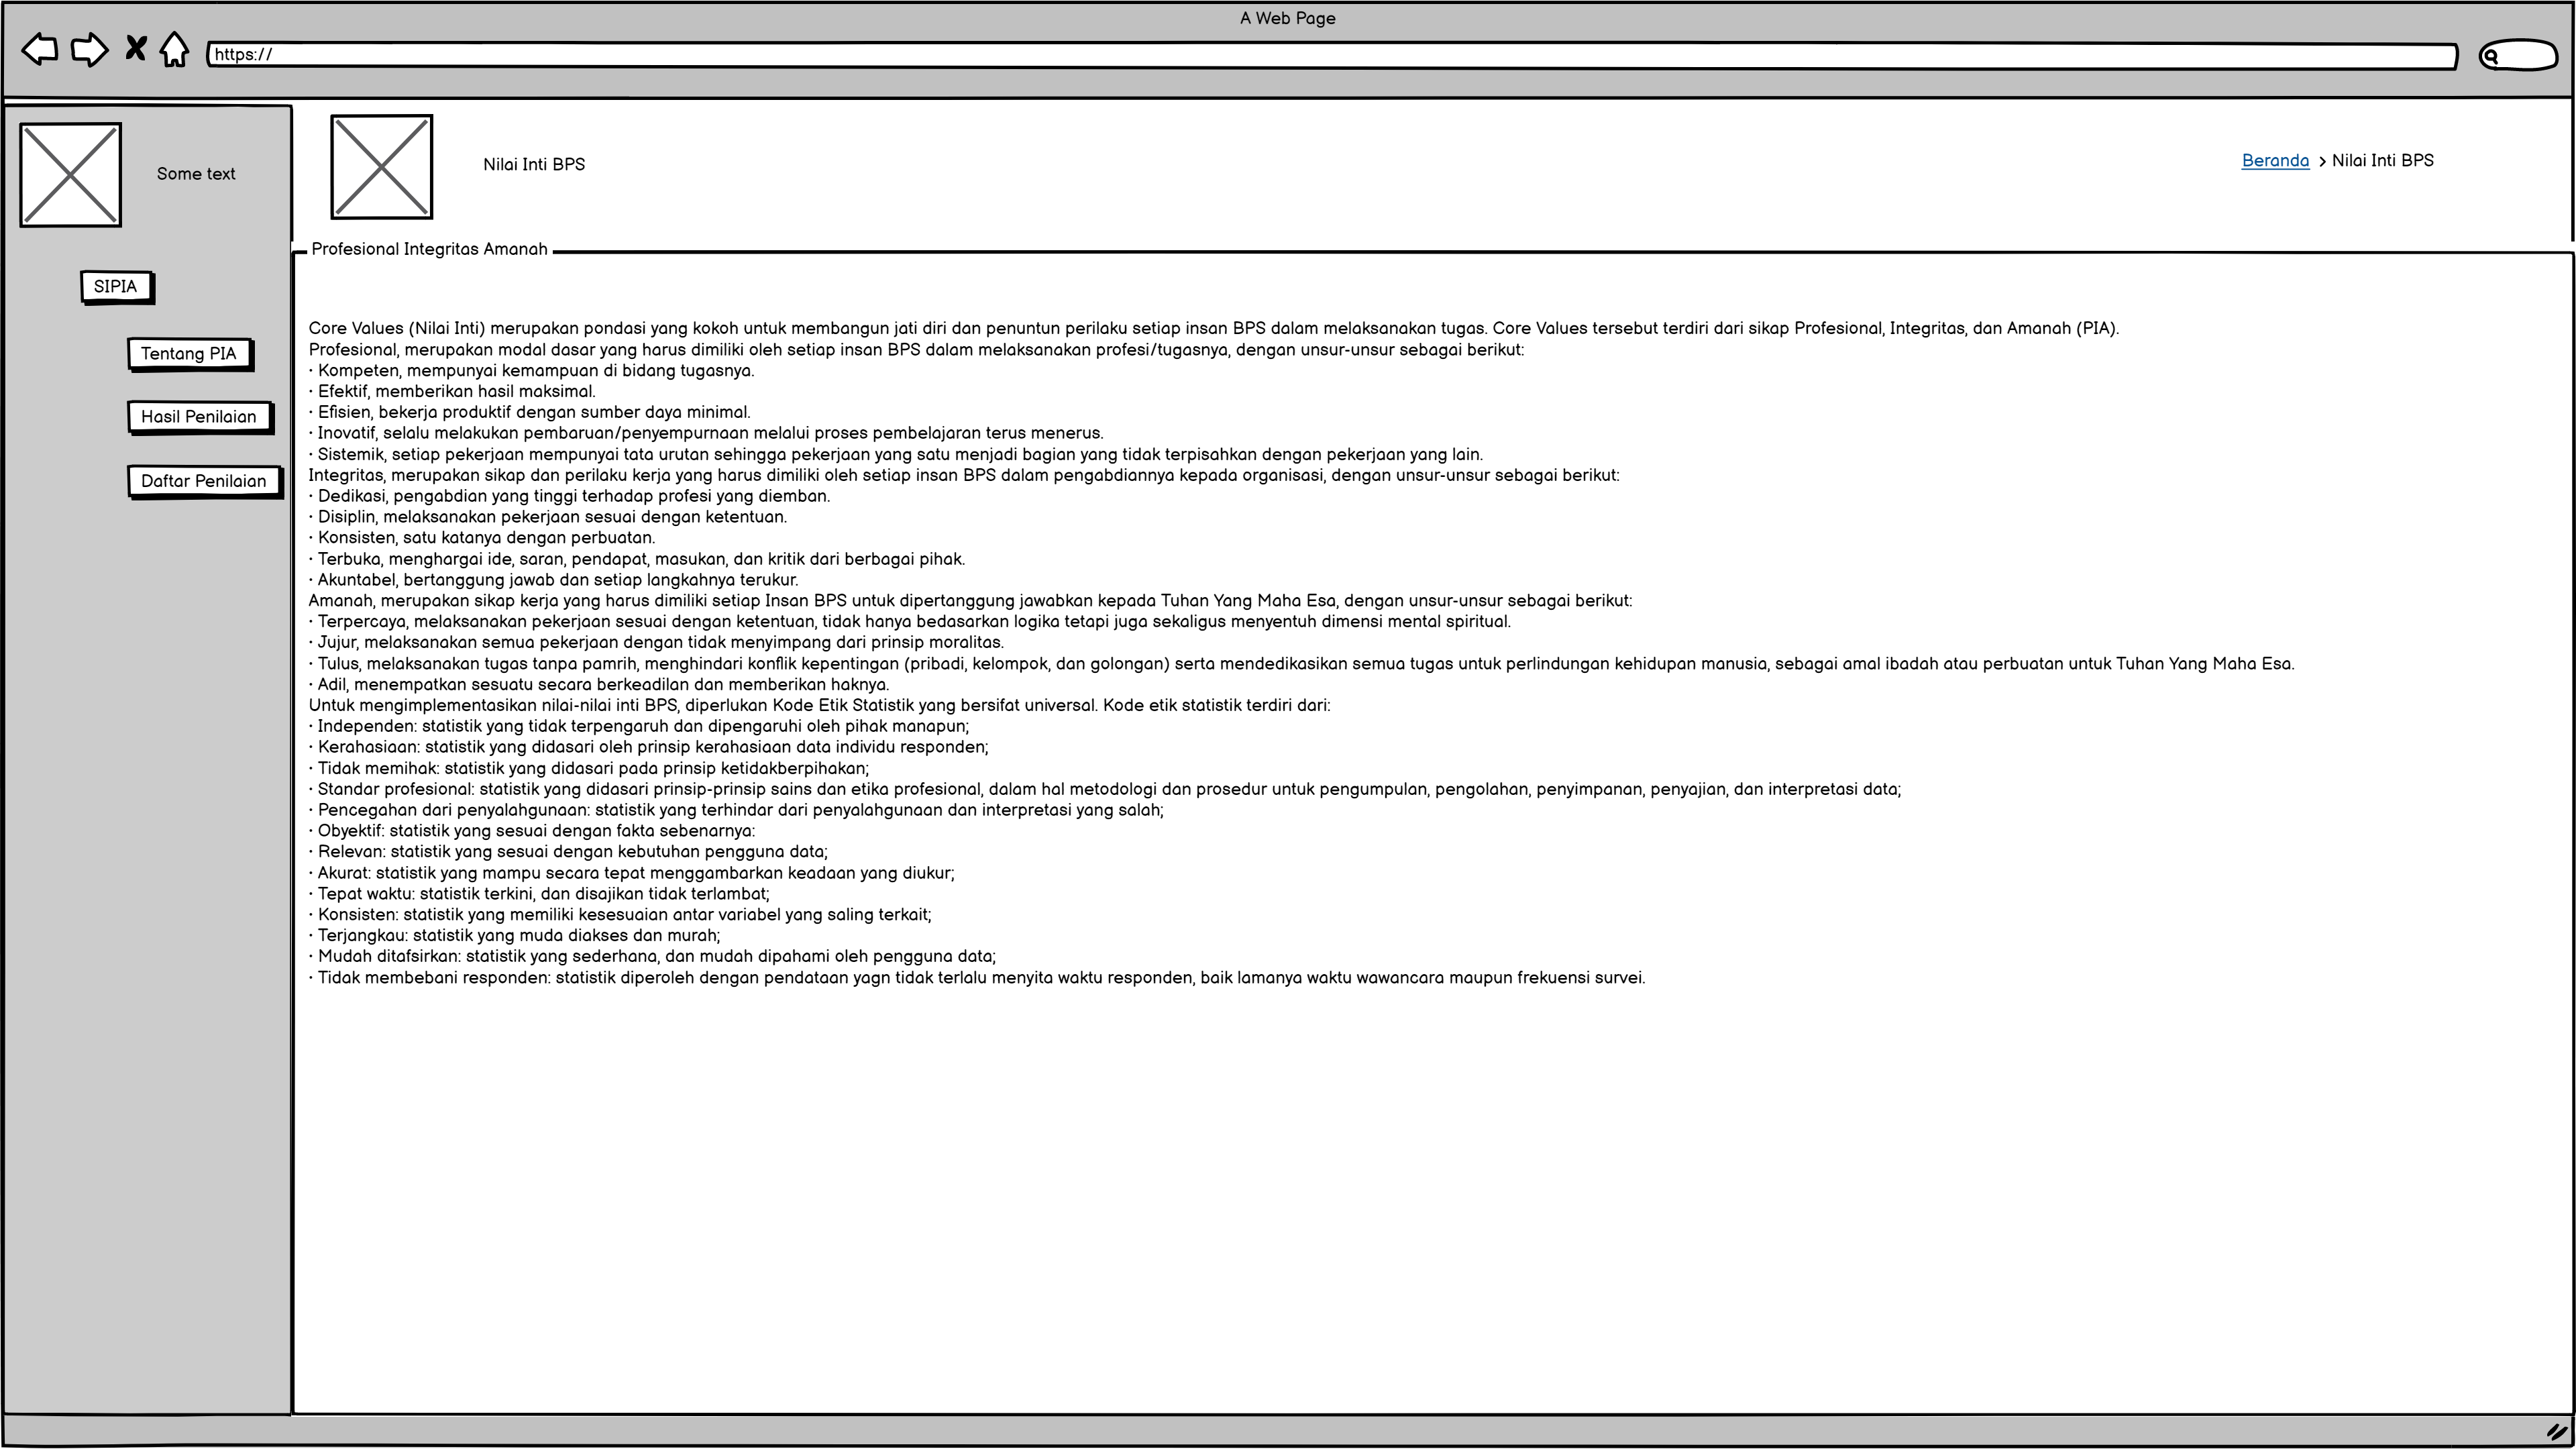 A Web Page
https://
Some text
Nilai Inti BPS
Beranda > Nilai Inti BPS
SIPIA
Tentang PIA
Hasil Penilaian
Daftar Penilaian
Profesional Integritas Amanah
Core Values (Nilai Inti) merupakan pondasi yang kokoh untuk membangun jati diri dan penuntun perilaku setiap insan BPS dalam melaksanakan tugas. Core Values tersebut terdiri dari sikap Profesional, Integritas, dan Amanah (PIA).
Profesional, merupakan modal dasar yang harus dimiliki oleh setiap insan BPS dalam melaksanakan profesi/tugasnya, dengan unsur-unsur sebagai berikut:
· Kompeten, mempunyai kemampuan di bidang tugasnya.
· Efektif, memberikan hasil maksimal.
· Efisien, bekerja produktif dengan sumber daya minimal.
· Inovatif, selalu melakukan pembaruan/penyempurnaan melalui proses pembelajaran terus menerus.
· Sistemik, setiap pekerjaan mempunyai tata urutan sehingga pekerjaan yang satu menjadi bagian yang tidak terpisahkan dengan pekerjaan yang lain.
Integritas, merupakan sikap dan perilaku kerja yang harus dimiliki oleh setiap insan BPS dalam pengabdiannya kepada organisasi, dengan unsur-unsur sebagai berikut:
· Dedikasi, pengabdian yang tinggi terhadap profesi yang diemban.
· Disiplin, melaksanakan pekerjaan sesuai dengan ketentuan.
· Konsisten, satu katanya dengan perbuatan.
· Terbuka, menghargai ide, saran, pendapat, masukan, dan kritik dari berbagai pihak.
· Akuntabel, bertanggung jawab dan setiap langkahnya terukur.
Amanah, merupakan sikap kerja yang harus dimiliki setiap Insan BPS untuk dipertanggung jawabkan kepada Tuhan Yang Maha Esa, dengan unsur-unsur sebagai berikut:
· Terpercaya, melaksanakan pekerjaan sesuai dengan ketentuan, tidak hanya bedasarkan logika tetapi juga sekaligus menyentuh dimensi mental spiritual.
· Jujur, melaksanakan semua pekerjaan dengan tidak menyimpang dari prinsip moralitas.
· Tulus, melaksanakan tugas tanpa pamrih, menghindari konflik kepentingan (pribadi, kelompok, dan golongan) serta mendedikasikan semua tugas untuk perlindungan kehidupan manusia, sebagai amal ibadah atau perbuatan untuk Tuhan Yang Maha Esa.
· Adil, menempatkan sesuatu secara berkeadilan dan memberikan haknya.
Untuk mengimplementasikan nilai-nilai inti BPS, diperlukan Kode Etik Statistik yang bersifat universal. Kode etik statistik terdiri dari:
· Independen: statistik yang tidak terpengaruh dan dipengaruhi oleh pihak manapun;
· Kerahasiaan: statistik yang didasari oleh prinsip kerahasiaan data individu responden;
· Tidak memihak: statistik yang didasari pada prinsip ketidakberpihakan;
· Standar profesional: statistik yang didasari prinsip-prinsip sains dan etika profesional, dalam hal metodologi dan prosedur untuk pengumpulan, pengolahan, penyimpanan, penyajian, dan interpretasi data;
· Pencegahan dari penyalahgunaan: statistik yang terhindar dari penyalahgunaan dan interpretasi yang salah;
· Obyektif: statistik yang sesuai dengan fakta sebenarnya:
· Relevan: statistik yang sesuai dengan kebutuhan pengguna data;
· Akurat: statistik yang mampu secara tepat menggambarkan keadaan yang diukur;
· Tepat waktu: statistik terkini, dan disajikan tidak terlambat;
· Konsisten: statistik yang memiliki kesesuaian antar variabel yang saling terkait;
· Terjangkau: statistik yang muda diakses dan murah;
· Mudah ditafsirkan: statistik yang sederhana, dan mudah dipahami oleh pengguna data;
· Tidak membebani responden: statistik diperoleh dengan pendataan yagn tidak terlalu menyita waktu responden, baik lamanya waktu wawancara maupun frekuensi survei.